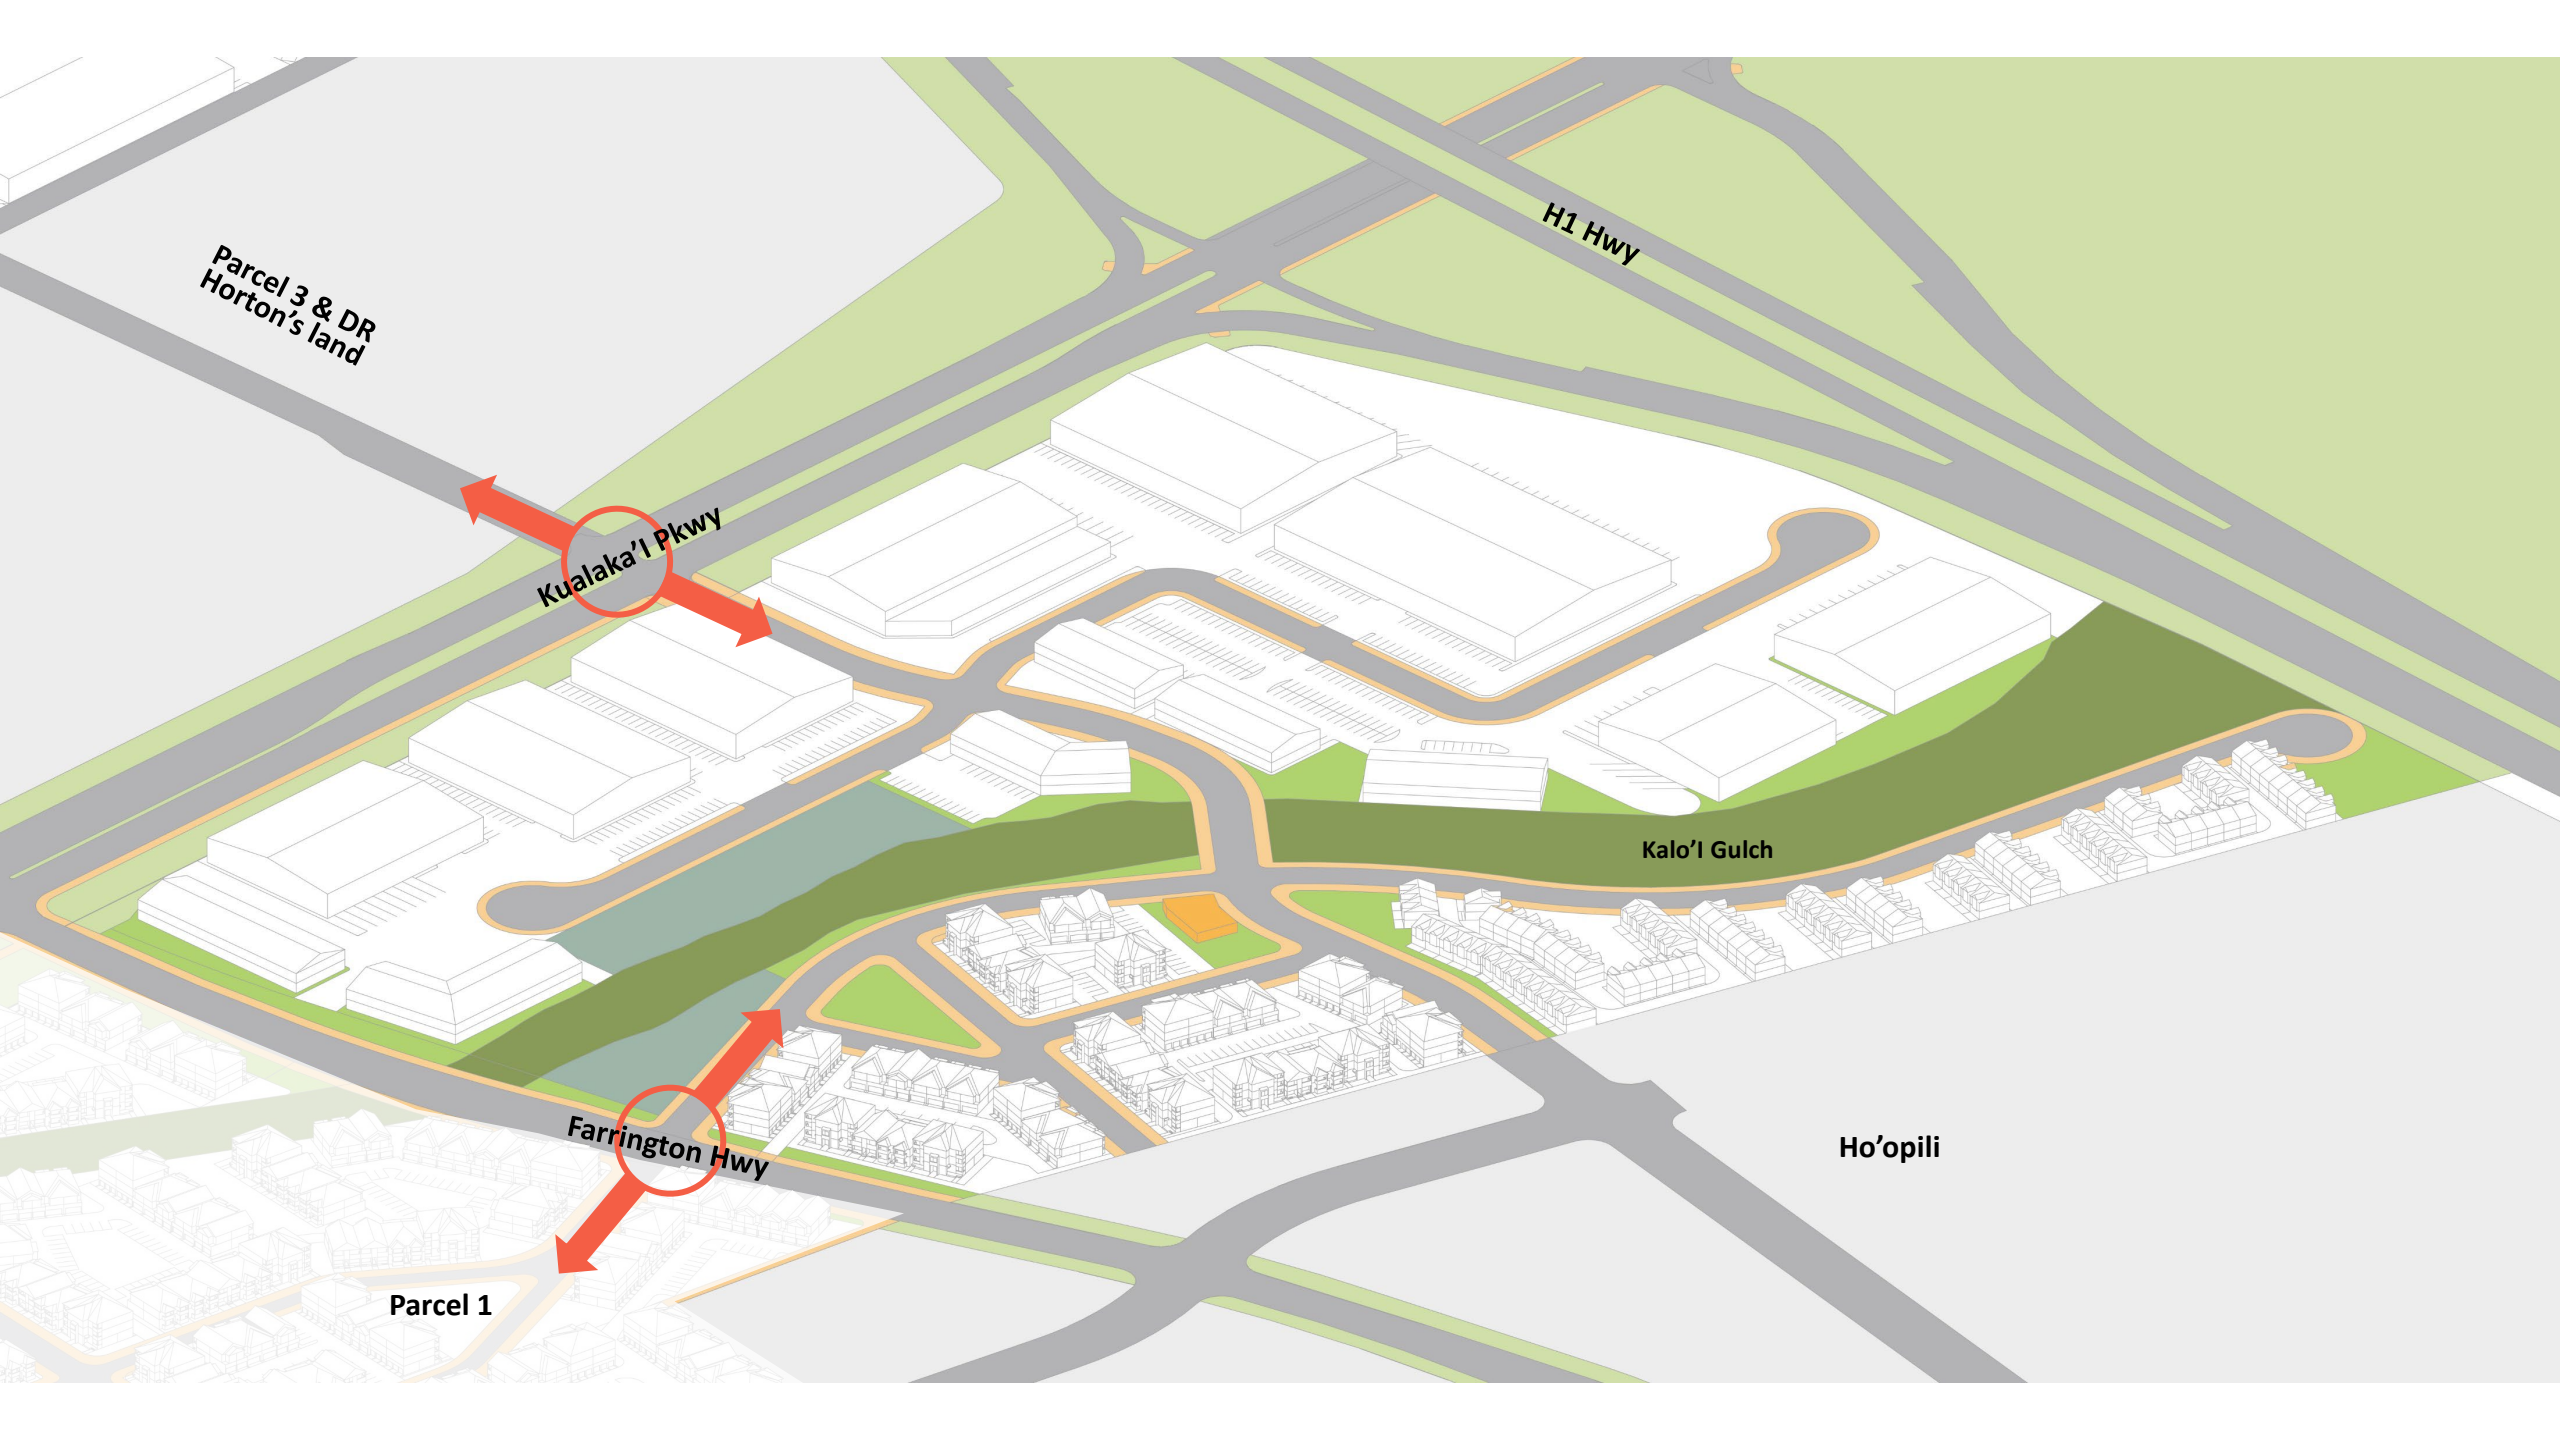 H1 Hwy
Parcel 3 & DR
Horton’s land
Kualaka’I Pkwy
Kalo’I Gulch
Farrington Hwy
Ho’opili
Parcel 1